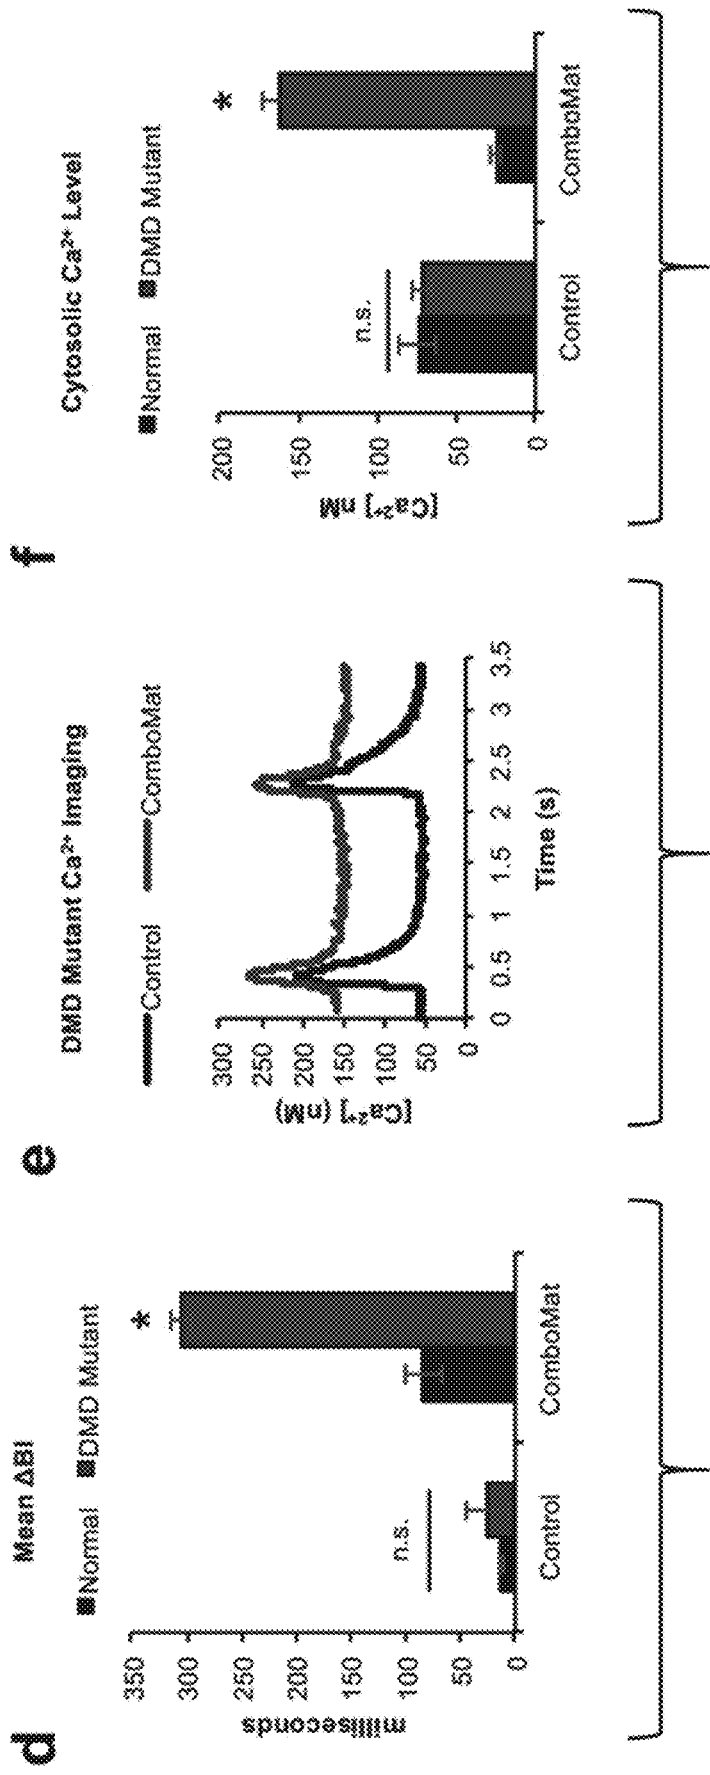 d
Mean ΔBI
Normal DMD Mutant
milliseconds
350
300
250
200
150
100
50
0
n.s.
*
Control ComboMat
e
DMD Mutant Ca²⁺ Imaging
Control ComboMat
[Ca²⁺] (nM)
300
250
200
150
100
50
0
0 0.5 1 1.5 2 2.5 3 3.5
Time (s)
f
Cytosolic Ca²⁺ Level
Normal DMD Mutant
[Ca²⁺] nM
200
150
100
50
0
n.s.
*
Control ComboMat